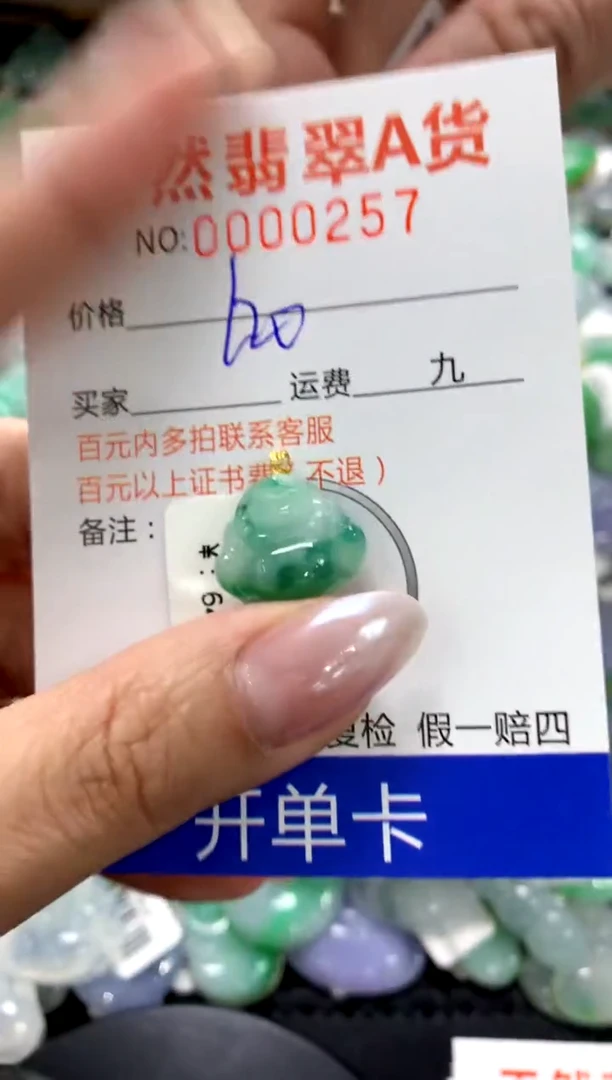 然翡翠A货
NO:0000257
价格
买家 运费 九
百元内多拍联系客服
百元以上证书费 不退）
备注：
复检 假一赔四
开单卡